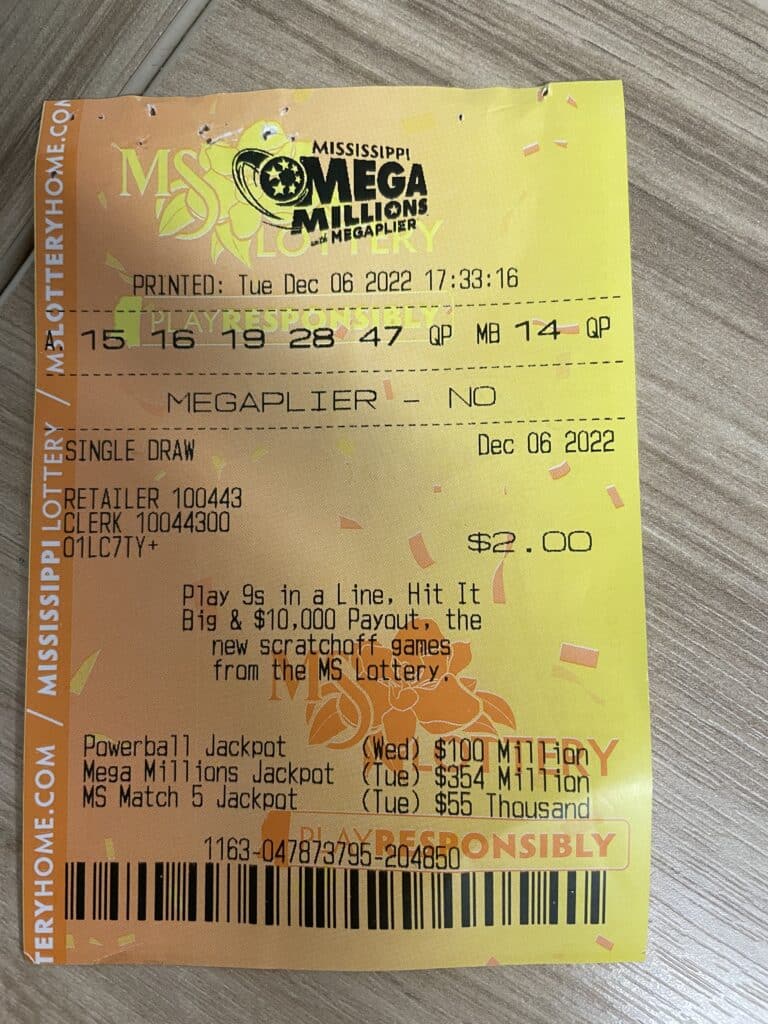 MISSISSIPPI
MEGA
MILLIONS
with MEGAPLIER
MS
LOTTERY
PRINTED: Tue Dec 06 2022 17:33:16
PLAY RESPONSIBLY
A. 15 16 19 28 47 QP MB 14 QP
MEGAPLIER - NO
SINGLE DRAW Dec 06 2022
RETAILER 100443
CLERK 10044300
01LC7TY+ $2.00
Play 9s in a Line, Hit It
Big & $10,000 Payout, the
new scratchoff games
from the MS Lottery.
MS
LOTTERY
Powerball Jackpot (Wed) $100 Million
Mega Millions Jackpot (Tue) $354 Million
MS Match 5 Jackpot (Tue) $55 Thousand
PLAY RESPONSIBLY
1163-047873795-204850
TERYHOME.COM / MISSISSIPPI LOTTERY / MSLOTTERYHOME.COM